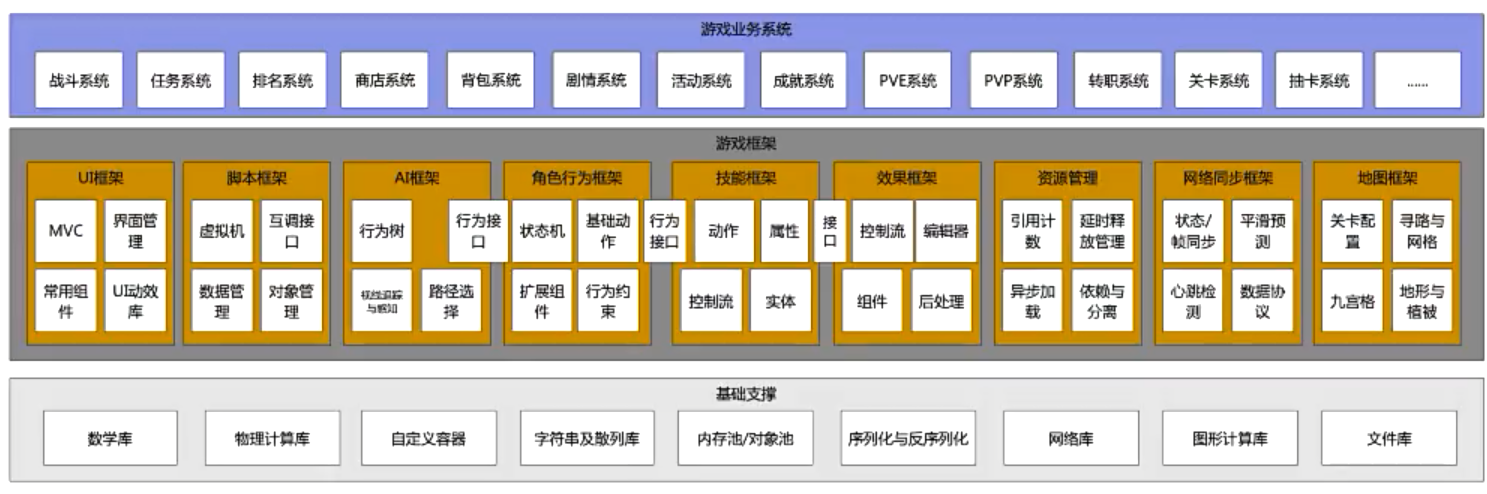 游戏业务系统
战斗系统
任务系统
排名系统
商店系统
背包系统
剧情系统
活动系统
成就系统
PVE系统
PVP系统
转职系统
关卡系统
抽卡系统
......
游戏框架
UI框架
MVC
界面管
理
常用组
件
UI动效
库
脚本框架
虚拟机
互调接
口
数据管
理
对象管
理
AI框架
行为树
行为接
口
视线追踪
与感知
路径选
择
角色行为框架
状态机
基础动
作
扩展组
件
行为约
束
行为
接口
技能框架
动作
属性
控制流
实体
接
口
效果框架
控制流
编辑器
组件
后处理
资源管理
引用计
数
延时释
放管理
异步加
载
依赖与
分离
网络同步框架
状态/
帧同步
平滑预
测
心跳检
测
数据协
议
地图框架
关卡配
置
寻路与
网格
九宫格
地形与
植被
基础支撑
数学库
物理计算库
自定义容器
字符串及散列库
内存池/对象池
序列化与反序列化
网络库
图形计算库
文件库